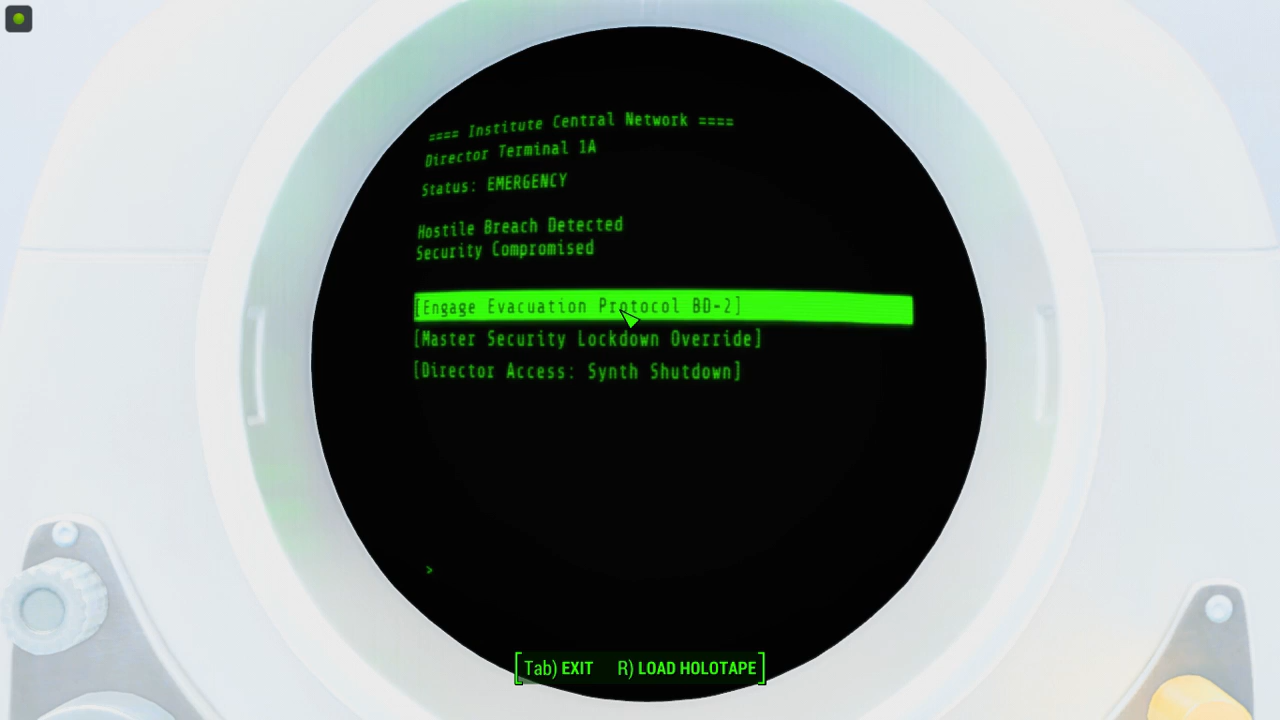 ==== Institute Central Network ====
Director Terminal 1A
Status: EMERGENCY
Hostile Breach Detected
Security Compromised
[Engage Evacuation Protocol BD-2]
[Master Security Lockdown Override]
[Director Access: Synth Shutdown]
>
Tab) EXIT R) LOAD HOLOTAPE